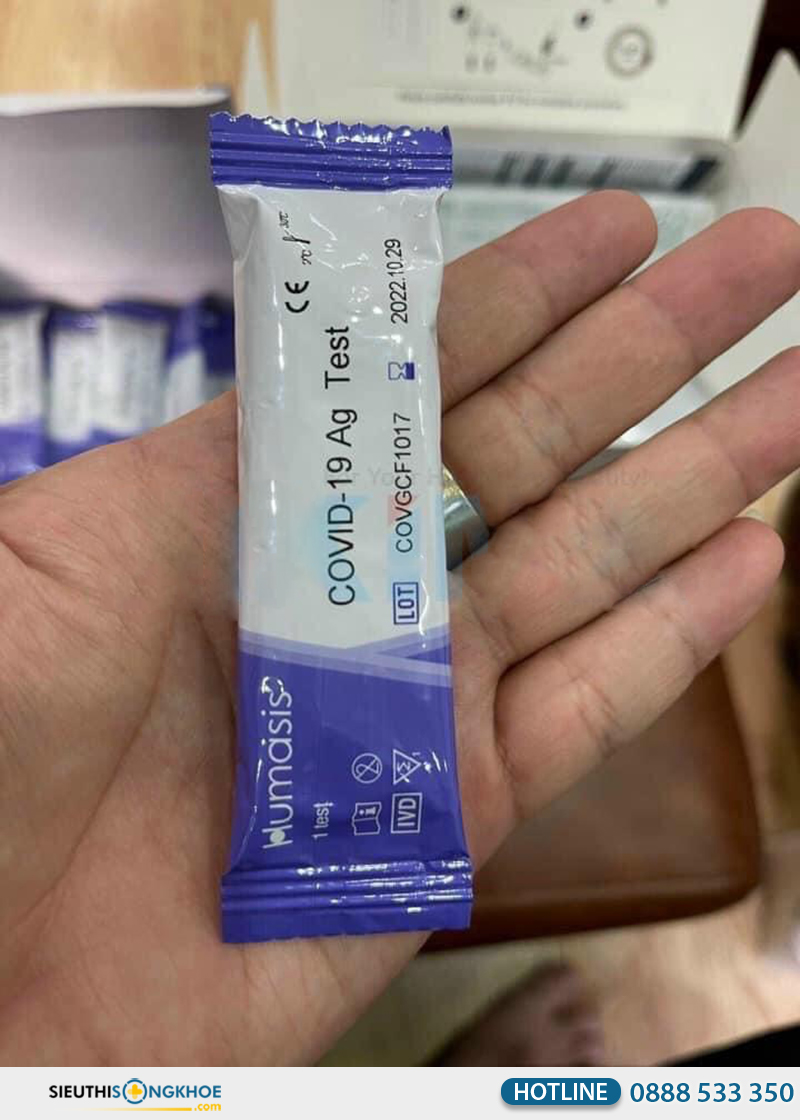 Humasis
1 test
IVD
COVID-19 Ag Test
CE
LOT COVGCF1017 2022.10.29
SIEUTHISONGKHOE
.com
HOTLINE 0888 533 350